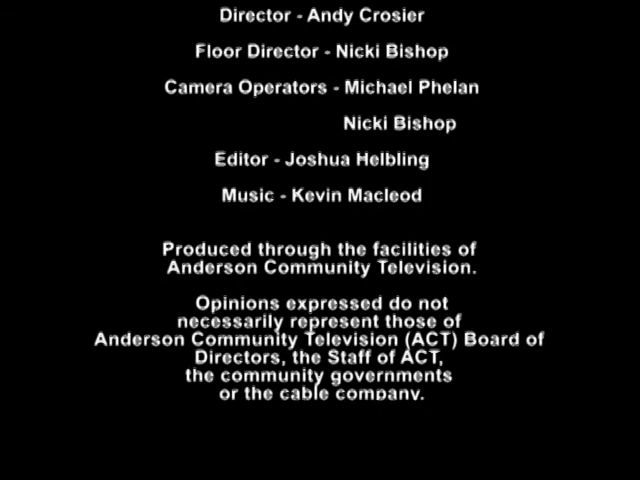 Director - Andy Crosier
Floor Director - Nicki Bishop
Camera Operators - Michael Phelan
Nicki Bishop
Editor - Joshua Helbling
Music - Kevin Macleod
Produced through the facilities of
Anderson Community Television.
Opinions expressed do not
necessarily represent those of
Anderson Community Television (ACT) Board of
Directors, the Staff of ACT,
the community governments
or the cable company.